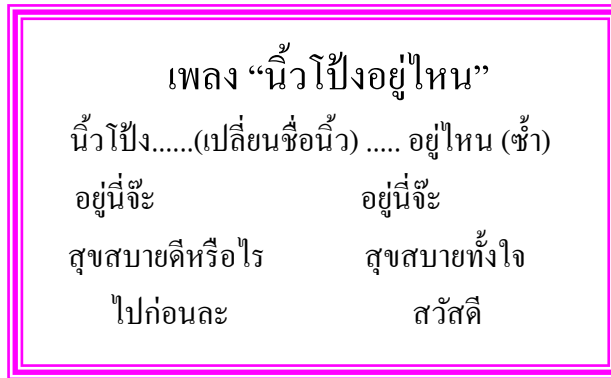 เพลง “นิ้วโป้งอยู่ไหน”
นิ้วโป้ง......(เปลี่ยนชื่อนิ้ว) ..... อยู่ไหน (ซ้ำ)
อยู่นี่จ๊ะ อยู่นี่จ๊ะ
สุขสบายดีหรือไร สุขสบายทั้งใจ
ไปก่อนละ สวัสดี